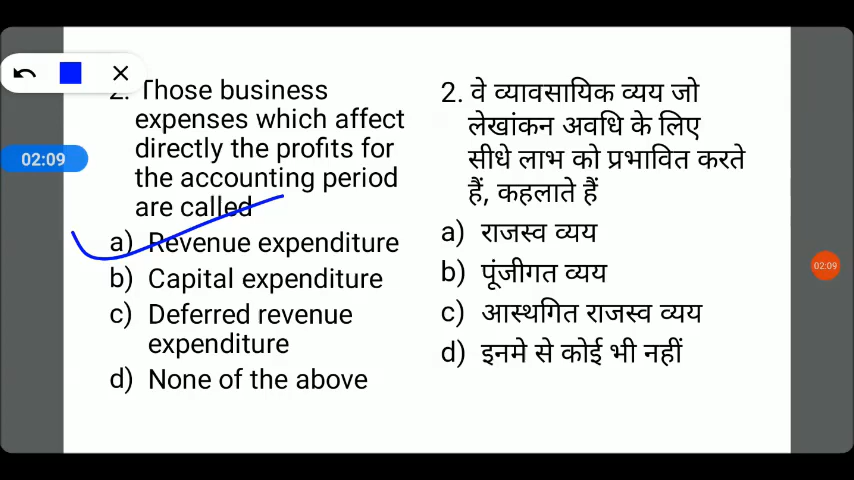 2. Those business
expenses which affect
directly the profits for
the accounting period
are called
a) Revenue expenditure
b) Capital expenditure
c) Deferred revenue
expenditure
d) None of the above
2. वे व्यावसायिक व्यय जो
लेखांकन अवधि के लिए
सीधे लाभ को प्रभावित करते
हैं, कहलाते हैं
a) राजस्व व्यय
b) पूंजीगत व्यय
c) आस्थगित राजस्व व्यय
d) इनमे से कोई भी नहीं
02:09
02:09